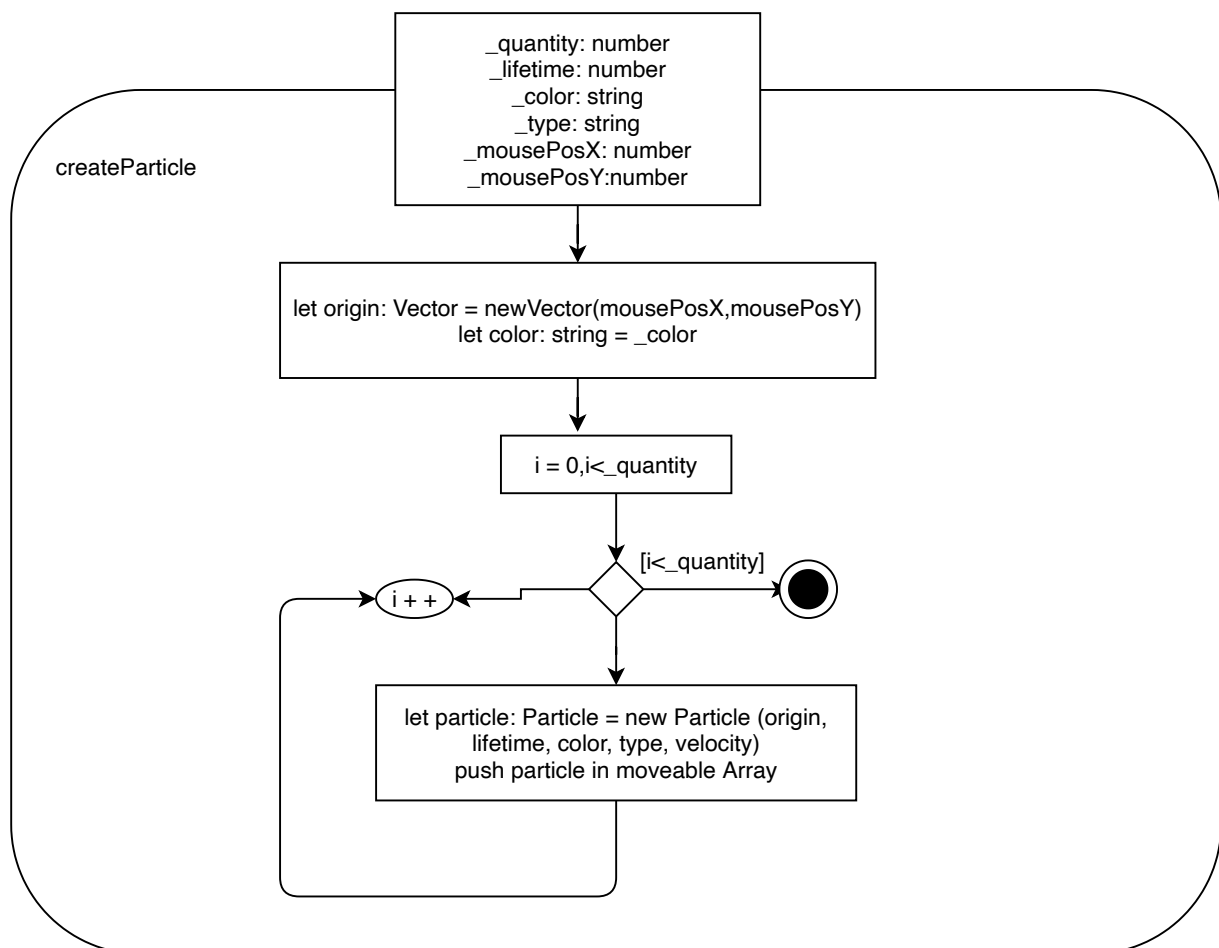 _quantity: number
_lifetime: number
_color: string
_type: string
_mousePosX: number
_mousePosY:number
createParticle
let origin: Vector = newVector(mousePosX,mousePosY)
let color: string = _color
i = 0,i<_quantity
[i<_quantity]
i + +
let particle: Particle = new Particle (origin,
lifetime, color, type, velocity)
push particle in moveable Array